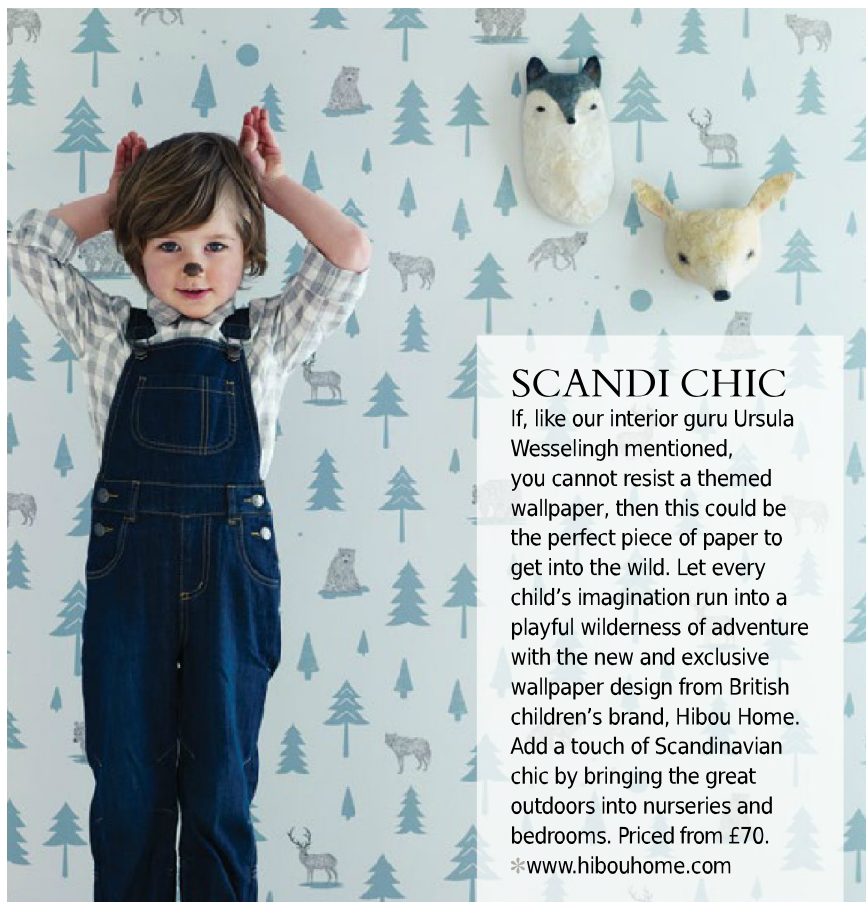 SCANDI CHIC
If, like our interior guru Ursula
Wesselingh mentioned,
you cannot resist a themed
wallpaper, then this could be
the perfect piece of paper to
get into the wild. Let every
child’s imagination run into a
playful wilderness of adventure
with the new and exclusive
wallpaper design from British
children’s brand, Hibou Home.
Add a touch of Scandinavian
chic by bringing the great
outdoors into nurseries and
bedrooms. Priced from £70.
✻www.hibouhome.com